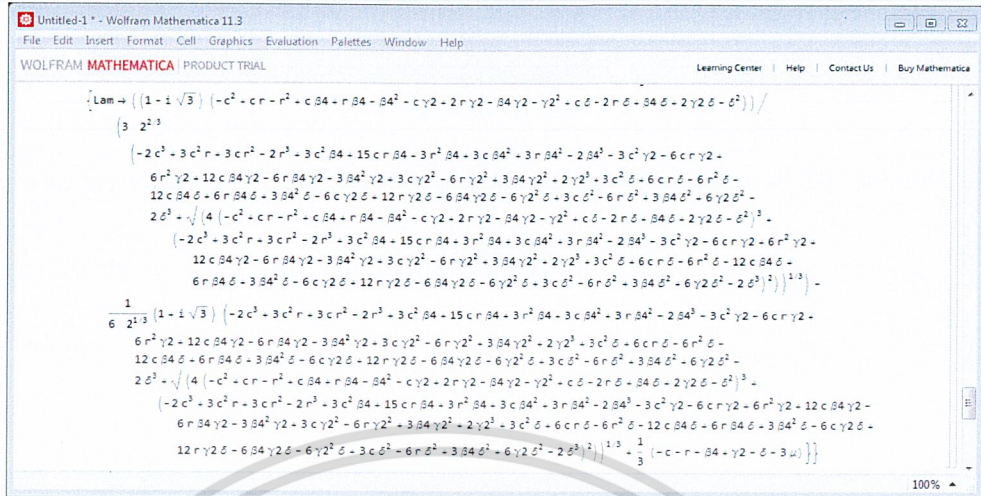 Untitled-1 * - Wolfram Mathematica 11.3
File Edit Insert Format Cell Graphics Evaluation Palettes Window Help
WOLFRAM MATHEMATICA | PRODUCT TRIAL Learning Center | Help | Contact Us | Buy Mathematica
{Lam → ((1 - i √3) (-c² + c r - r² + c β4 + r β4 - β4² - c γ2 + 2 r γ2 - β4 γ2 - γ2² + c δ - 2 r δ + β4 δ + 2 γ2 δ - δ²)) /
(3 2^(2/3)
(-2 c³ + 3 c² r + 3 c r² - 2 r³ + 3 c² β4 + 15 c r β4 + 3 r² β4 + 3 c β4² + 3 r β4² - 2 β4³ - 3 c² γ2 - 6 c r γ2 +
6 r² γ2 + 12 c β4 γ2 - 6 r β4 γ2 - 3 β4² γ2 + 3 c γ2² - 6 r γ2² + 3 β4 γ2² + 2 γ2³ + 3 c² δ + 6 c r δ - 6 r² δ -
12 c β4 δ + 6 r β4 δ + 3 β4² δ - 6 c γ2 δ + 12 r γ2 δ - 6 β4 γ2 δ - 6 γ2² δ + 3 c δ² - 6 r δ² + 3 β4 δ² + 6 γ2 δ² -
2 δ³ + √(4 (-c² + c r - r² + c β4 + r β4 - β4² - c γ2 + 2 r γ2 - β4 γ2 - γ2² + c δ - 2 r δ + β4 δ + 2 γ2 δ - δ²)³ +
(-2 c³ + 3 c² r + 3 c r² - 2 r³ + 3 c² β4 + 15 c r β4 + 3 r² β4 + 3 c β4² + 3 r β4² - 2 β4³ - 3 c² γ2 - 6 c r γ2 + 6 r² γ2 +
12 c β4 γ2 - 6 r β4 γ2 - 3 β4² γ2 + 3 c γ2² - 6 r γ2² + 3 β4 γ2² + 2 γ2³ + 3 c² δ + 6 c r δ - 6 r² δ - 12 c β4 δ +
6 r β4 δ + 3 β4² δ - 6 c γ2 δ + 12 r γ2 δ - 6 β4 γ2 δ - 6 γ2² δ + 3 c δ² - 6 r δ² + 3 β4 δ² + 6 γ2 δ² - 2 δ³)²))^(1/3)) -
1/(6 2^(1/3)) (1 + i √3) (-2 c³ + 3 c² r + 3 c r² - 2 r³ + 3 c² β4 + 15 c r β4 + 3 r² β4 + 3 c β4² + 3 r β4² - 2 β4³ - 3 c² γ2 - 6 c r γ2 +
6 r² γ2 + 12 c β4 γ2 - 6 r β4 γ2 - 3 β4² γ2 + 3 c γ2² - 6 r γ2² + 3 β4 γ2² + 2 γ2³ + 3 c² δ + 6 c r δ - 6 r² δ -
12 c β4 δ + 6 r β4 δ + 3 β4² δ - 6 c γ2 δ + 12 r γ2 δ - 6 β4 γ2 δ - 6 γ2² δ + 3 c δ² - 6 r δ² + 3 β4 δ² + 6 γ2 δ² -
2 δ³ + √(4 (-c² + c r - r² + c β4 + r β4 - β4² - c γ2 + 2 r γ2 - β4 γ2 - γ2² + c δ - 2 r δ + β4 δ + 2 γ2 δ - δ²)³ +
(-2 c³ + 3 c² r + 3 c r² - 2 r³ + 3 c² β4 + 15 c r β4 + 3 r² β4 + 3 c β4² + 3 r β4² - 2 β4³ - 3 c² γ2 - 6 c r γ2 + 6 r² γ2 + 12 c β4 γ2 -
6 r β4 γ2 - 3 β4² γ2 + 3 c γ2² - 6 r γ2² + 3 β4 γ2² + 2 γ2³ + 3 c² δ + 6 c r δ - 6 r² δ - 12 c β4 δ + 6 r β4 δ + 3 β4² δ - 6 c γ2 δ +
12 r γ2 δ - 6 β4 γ2 δ - 6 γ2² δ + 3 c δ² - 6 r δ² + 3 β4 δ² + 6 γ2 δ² - 2 δ³)²))^(1/3) + 1/3 (-c - r - β4 + γ2 - δ - 3 μ)}}
100%